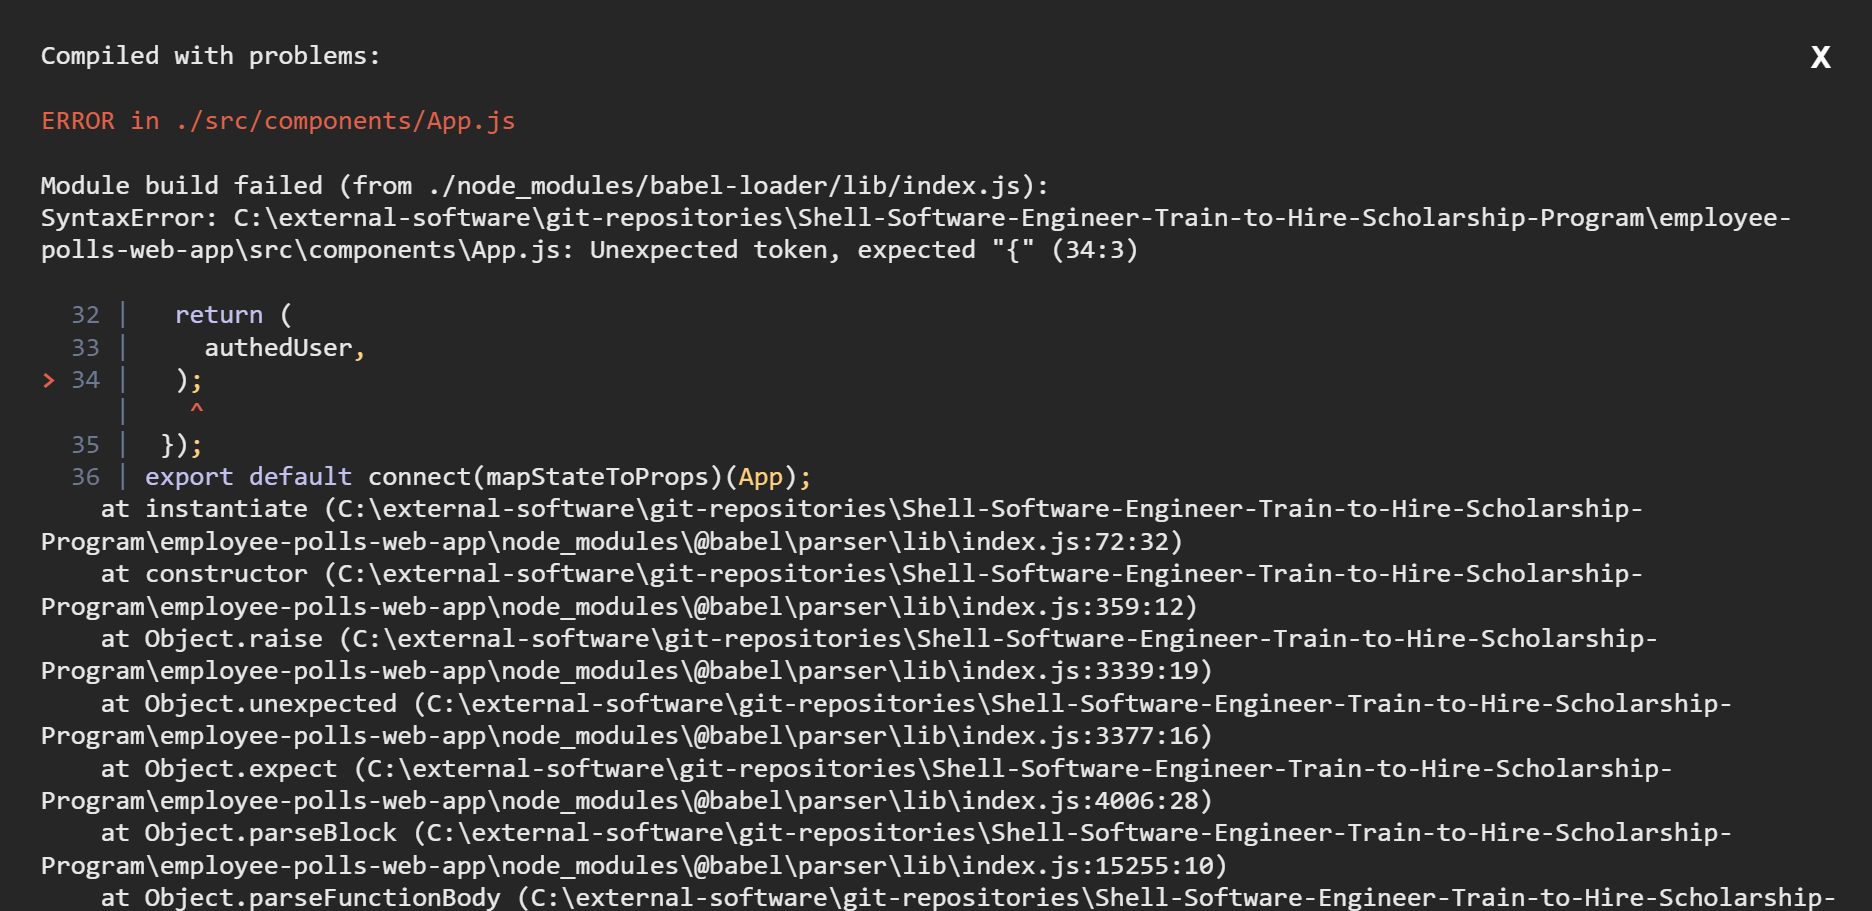 Compiled with problems:
X
ERROR in ./src/components/App.js
Module build failed (from ./node_modules/babel-loader/lib/index.js):
SyntaxError: C:\external-software\git-repositories\Shell-Software-Engineer-Train-to-Hire-Scholarship-Program\employee-
polls-web-app\src\components\App.js: Unexpected token, expected "{" (34:3)
  32 |   return (
  33 |     authedUser,
> 34 |   );
     |    ^
  35 |  });
  36 | export default connect(mapStateToProps)(App);
    at instantiate (C:\external-software\git-repositories\Shell-Software-Engineer-Train-to-Hire-Scholarship-
Program\employee-polls-web-app\node_modules\@babel\parser\lib\index.js:72:32)
    at constructor (C:\external-software\git-repositories\Shell-Software-Engineer-Train-to-Hire-Scholarship-
Program\employee-polls-web-app\node_modules\@babel\parser\lib\index.js:359:12)
    at Object.raise (C:\external-software\git-repositories\Shell-Software-Engineer-Train-to-Hire-Scholarship-
Program\employee-polls-web-app\node_modules\@babel\parser\lib\index.js:3339:19)
    at Object.unexpected (C:\external-software\git-repositories\Shell-Software-Engineer-Train-to-Hire-Scholarship-
Program\employee-polls-web-app\node_modules\@babel\parser\lib\index.js:3377:16)
    at Object.expect (C:\external-software\git-repositories\Shell-Software-Engineer-Train-to-Hire-Scholarship-
Program\employee-polls-web-app\node_modules\@babel\parser\lib\index.js:4006:28)
    at Object.parseBlock (C:\external-software\git-repositories\Shell-Software-Engineer-Train-to-Hire-Scholarship-
Program\employee-polls-web-app\node_modules\@babel\parser\lib\index.js:15255:10)
    at Object.parseFunctionBody (C:\external-software\git-repositories\Shell-Software-Engineer-Train-to-Hire-Scholarship-